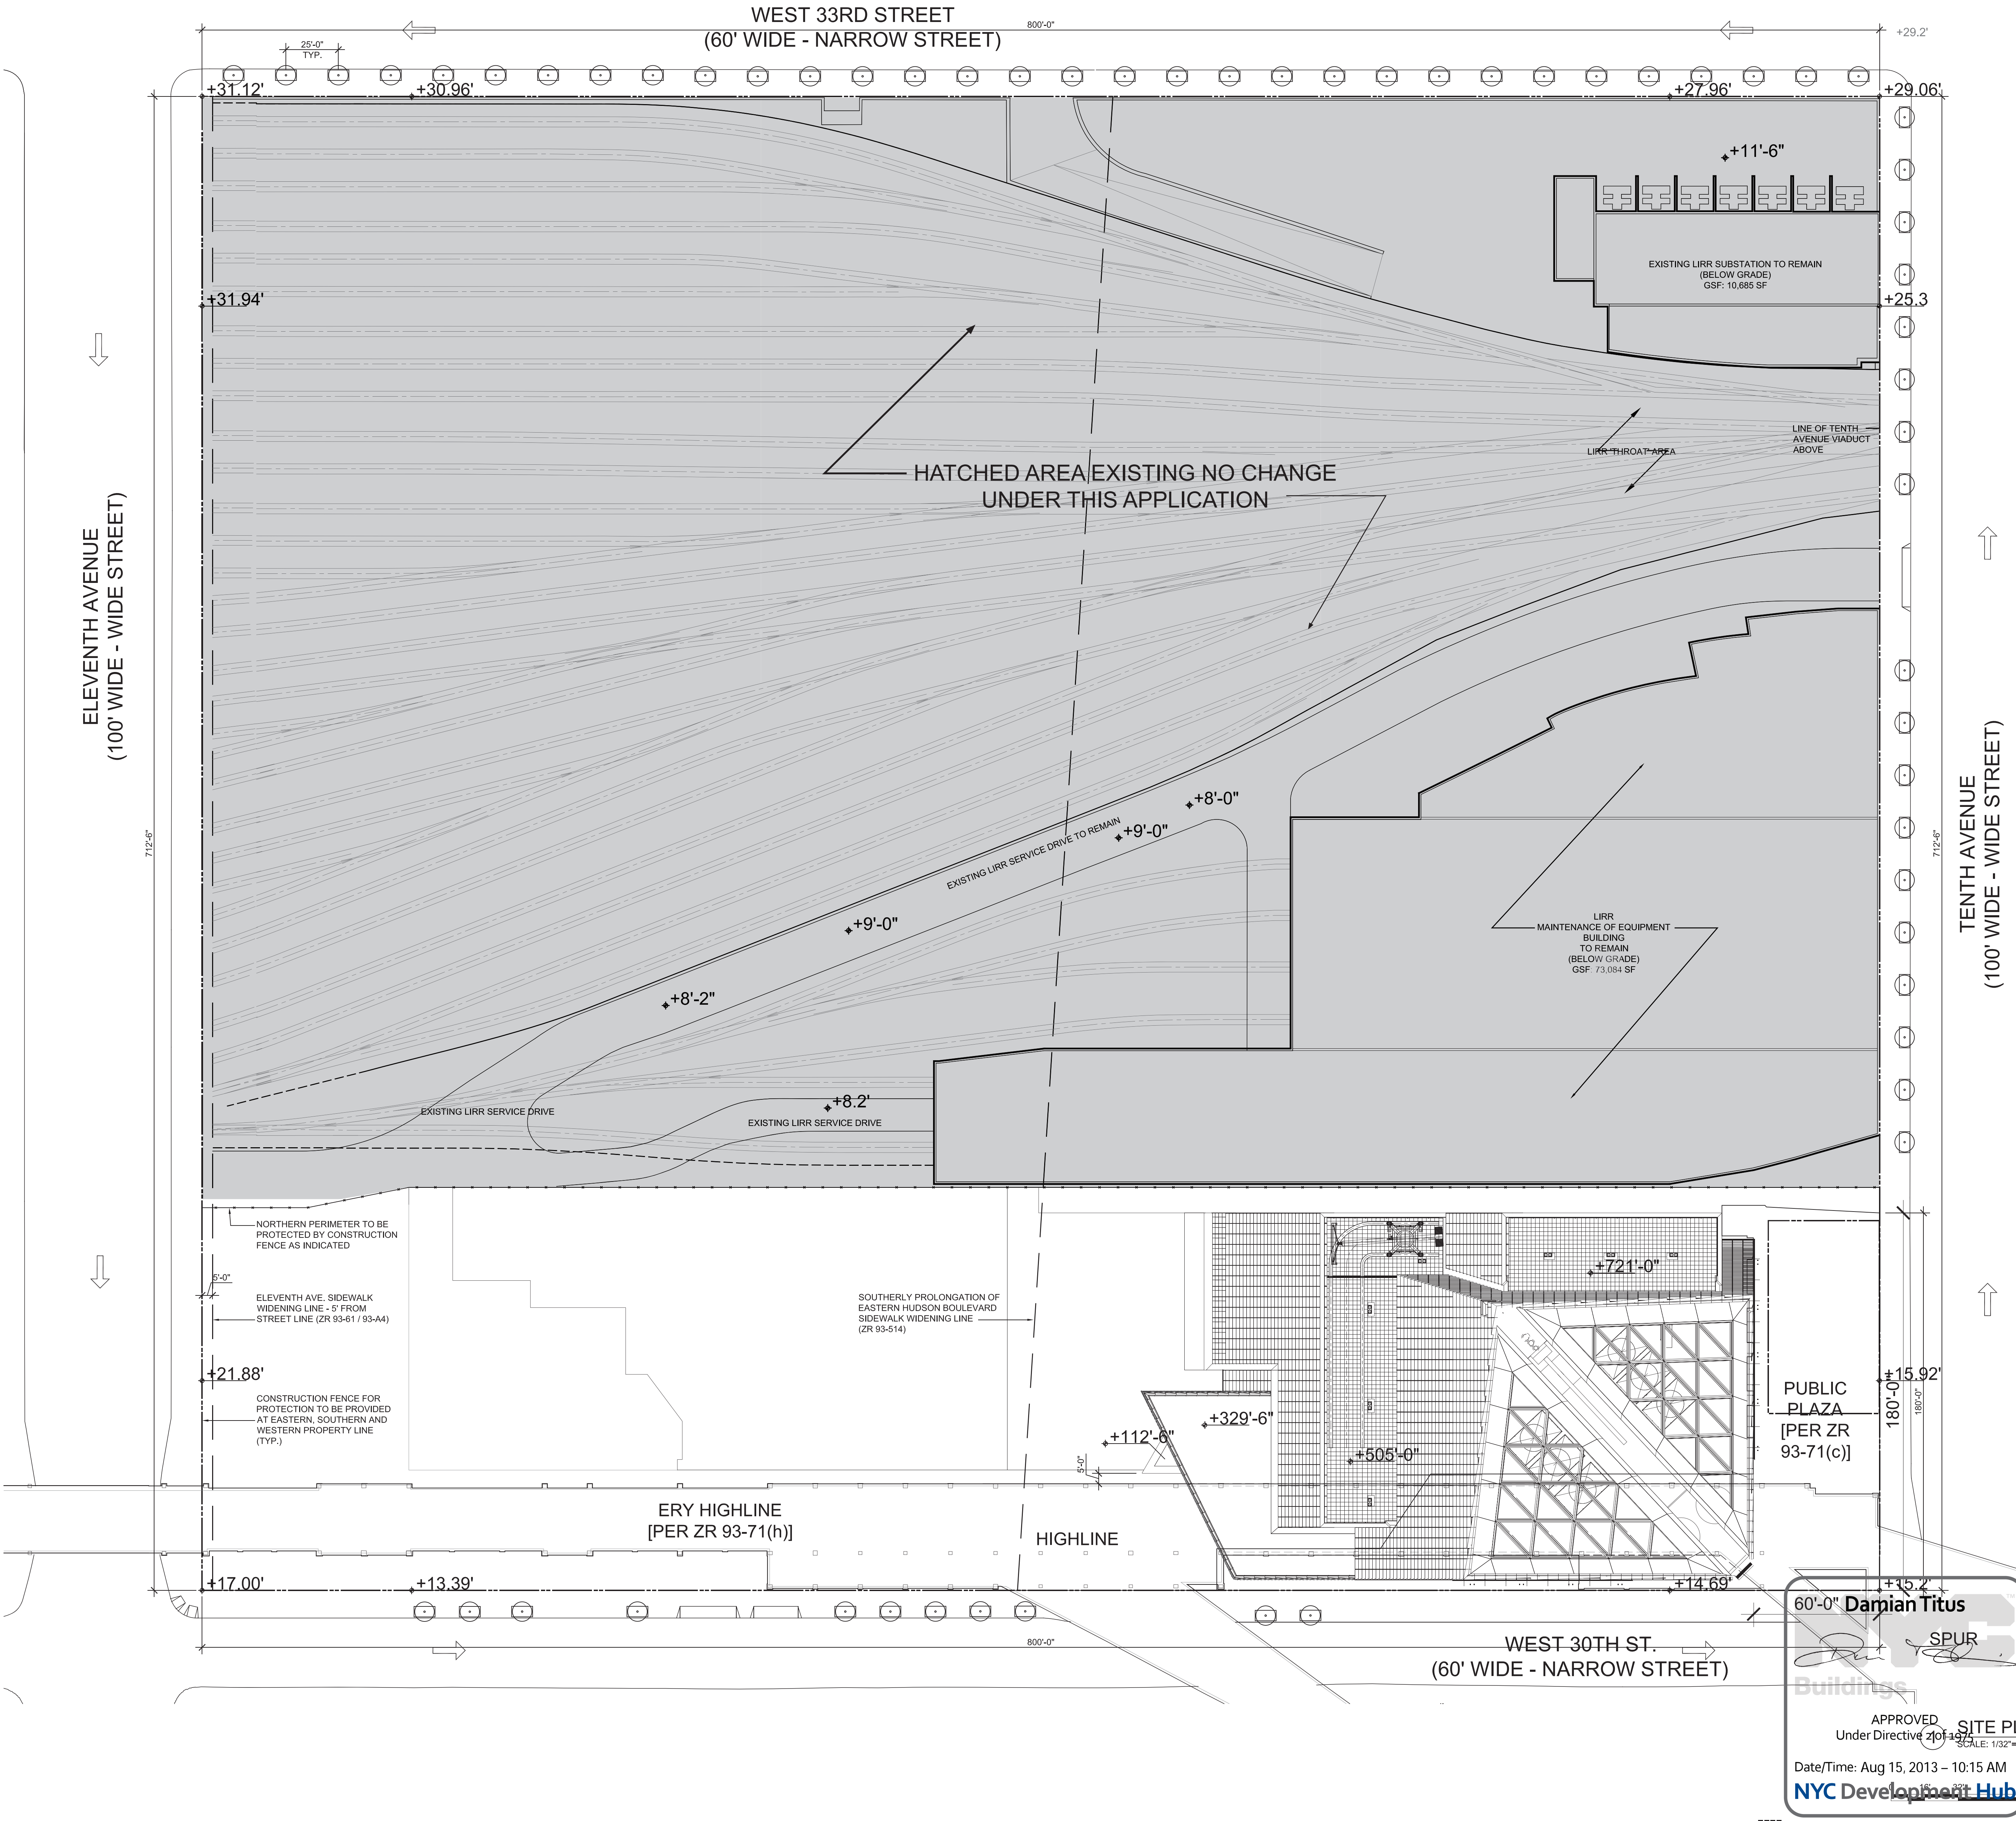 WEST 33RD STREET
(60' WIDE - NARROW STREET)
800'-0"
+29.2'
25'-0"
TYP.
+31.12'
+30.96'
+27.96'
+29.06'
+11'-6"
EXISTING LIRR SUBSTATION TO REMAIN
(BELOW GRADE)
GSF: 10,685 SF
+31.94'
+25.3
LINE OF TENTH
AVENUE VIADUCT
ABOVE
LIRR "THROAT" AREA
HATCHED AREA EXISTING NO CHANGE
UNDER THIS APPLICATION
ELEVENTH AVENUE
(100' WIDE - WIDE STREET)
TENTH AVENUE
(100' WIDE - WIDE STREET)
712'-6"
712'-6"
+8'-0"
+9'-0"
EXISTING LIRR SERVICE DRIVE TO REMAIN
+9'-0"
+8'-2"
LIRR
MAINTENANCE OF EQUIPMENT
BUILDING
TO REMAIN
(BELOW GRADE)
GSF: 73,084 SF
+8.2'
EXISTING LIRR SERVICE DRIVE
EXISTING LIRR SERVICE DRIVE
NORTHERN PERIMETER TO BE
PROTECTED BY CONSTRUCTION
FENCE AS INDICATED
5'-0"
ELEVENTH AVE. SIDEWALK
WIDENING LINE - 5' FROM
STREET LINE (ZR 93-61 / 93-A4)
SOUTHERLY PROLONGATION OF
EASTERN HUDSON BOULEVARD
SIDEWALK WIDENING LINE
(ZR 93-514)
+721'-0"
+21.88'
+15.92'
CONSTRUCTION FENCE FOR
PROTECTION TO BE PROVIDED
AT EASTERN, SOUTHERN AND
WESTERN PROPERTY LINE
(TYP.)
PUBLIC
PLAZA
[PER ZR
93-71(c)]
180'-0"
180'-0"
+329'-6"
+112'-6"
+505'-0"
5'-0"
ERY HIGHLINE
[PER ZR 93-71(h)]
HIGHLINE
+17.00'
+13.39'
+14.69'
+15.2'
60'-0"
Damian Titus
800'-0"
WEST 30TH ST.
(60' WIDE - NARROW STREET)
SPUR
NYC
Buildings
APPROVED
Under Directive 2 of 1975
1
SITE PL
SCALE: 1/32"=
Date/Time: Aug 15, 2013 – 10:15 AM
16'
32'
NYC Development Hub